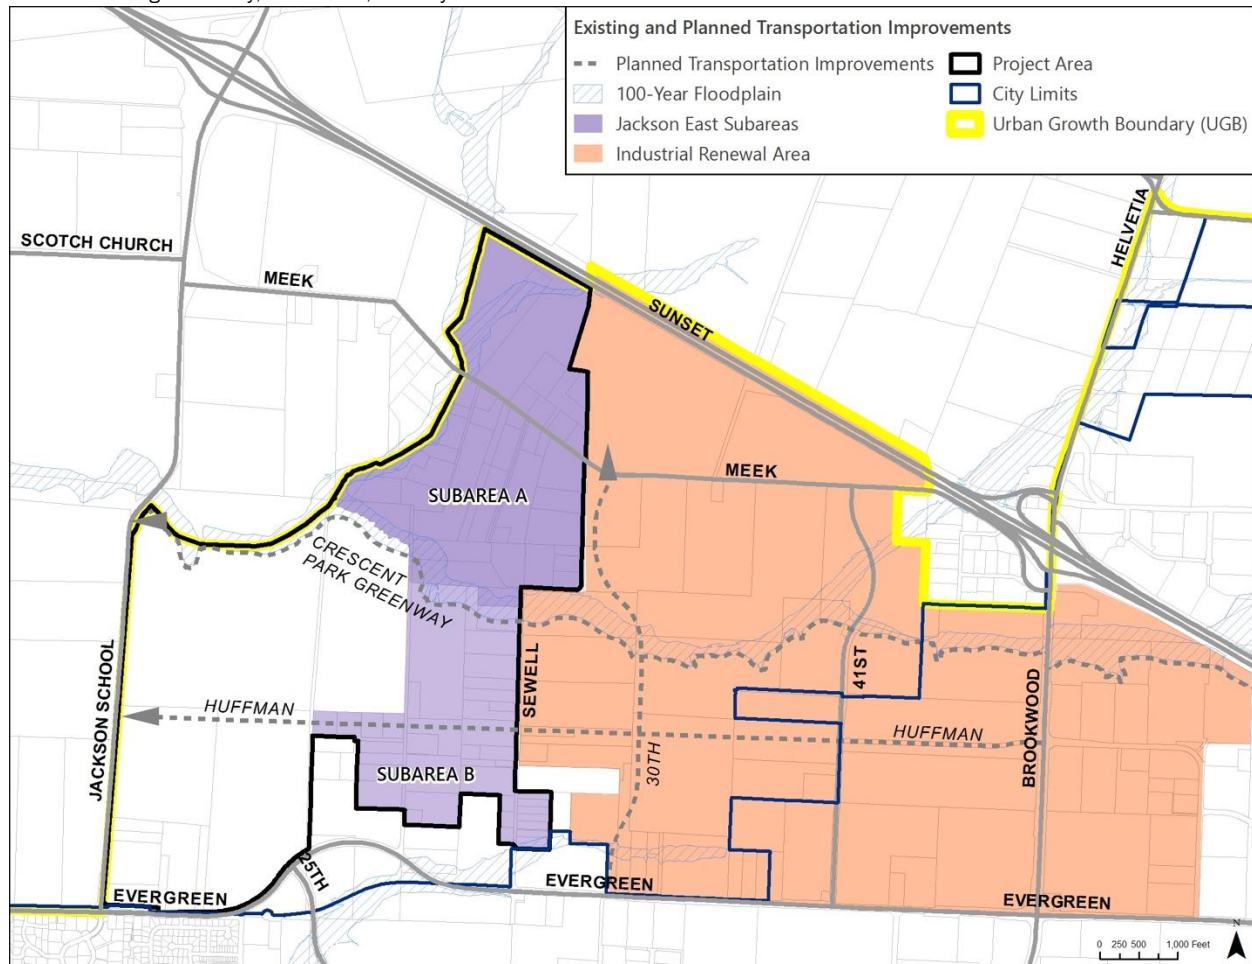 Existing and Planned Transportation Improvements
Planned Transportation Improvements
100-Year Floodplain
Jackson East Subareas
Industrial Renewal Area
Project Area
City Limits
Urban Growth Boundary (UGB)
SCOTCH CHURCH
MEEK
SUNSET
HELVETIA
MEEK
SUBAREA A
CRESCENT
PARK GREENWAY
JACKSON SCHOOL
HUFFMAN
SEWELL
30TH
41ST
HUFFMAN
BROOKWOOD
SUBAREA B
25TH
EVERGREEN
EVERGREEN
EVERGREEN
0 250 500 1,000 Feet
N